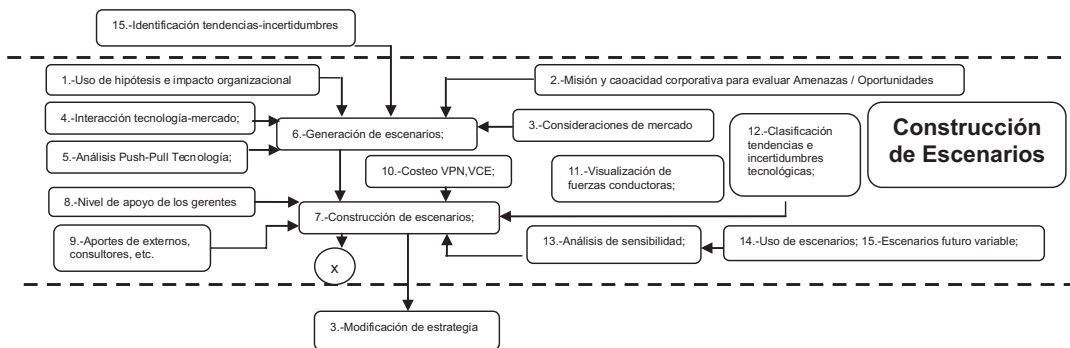 15.-Identificación tendencias-incertidumbres
1.-Uso de hipótesis e impacto organizacional
2.-Misión y caoacidad corporativa para evaluar Amenazas / Oportunidades
4.-Interacción tecnología-mercado;
6.-Generación de escenarios;
3.-Consideraciones de mercado
12.-Clasificación
tendencias e
incertidumbres
tecnológicas;
Construcción
de Escenarios
5.-Análisis Push-Pull Tecnología;
10.-Costeo VPN,VCE;
11.-Visualización de
fuerzas conductoras;
8.-Nivel de apoyo de los gerentes
7.-Construcción de escenarios;
9.-Aportes de externos,
consultores, etc.
13.-Análisis de sensibilidad;
14.-Uso de escenarios; 15.-Escenarios futuro variable;
x
3.-Modificación de estrategia